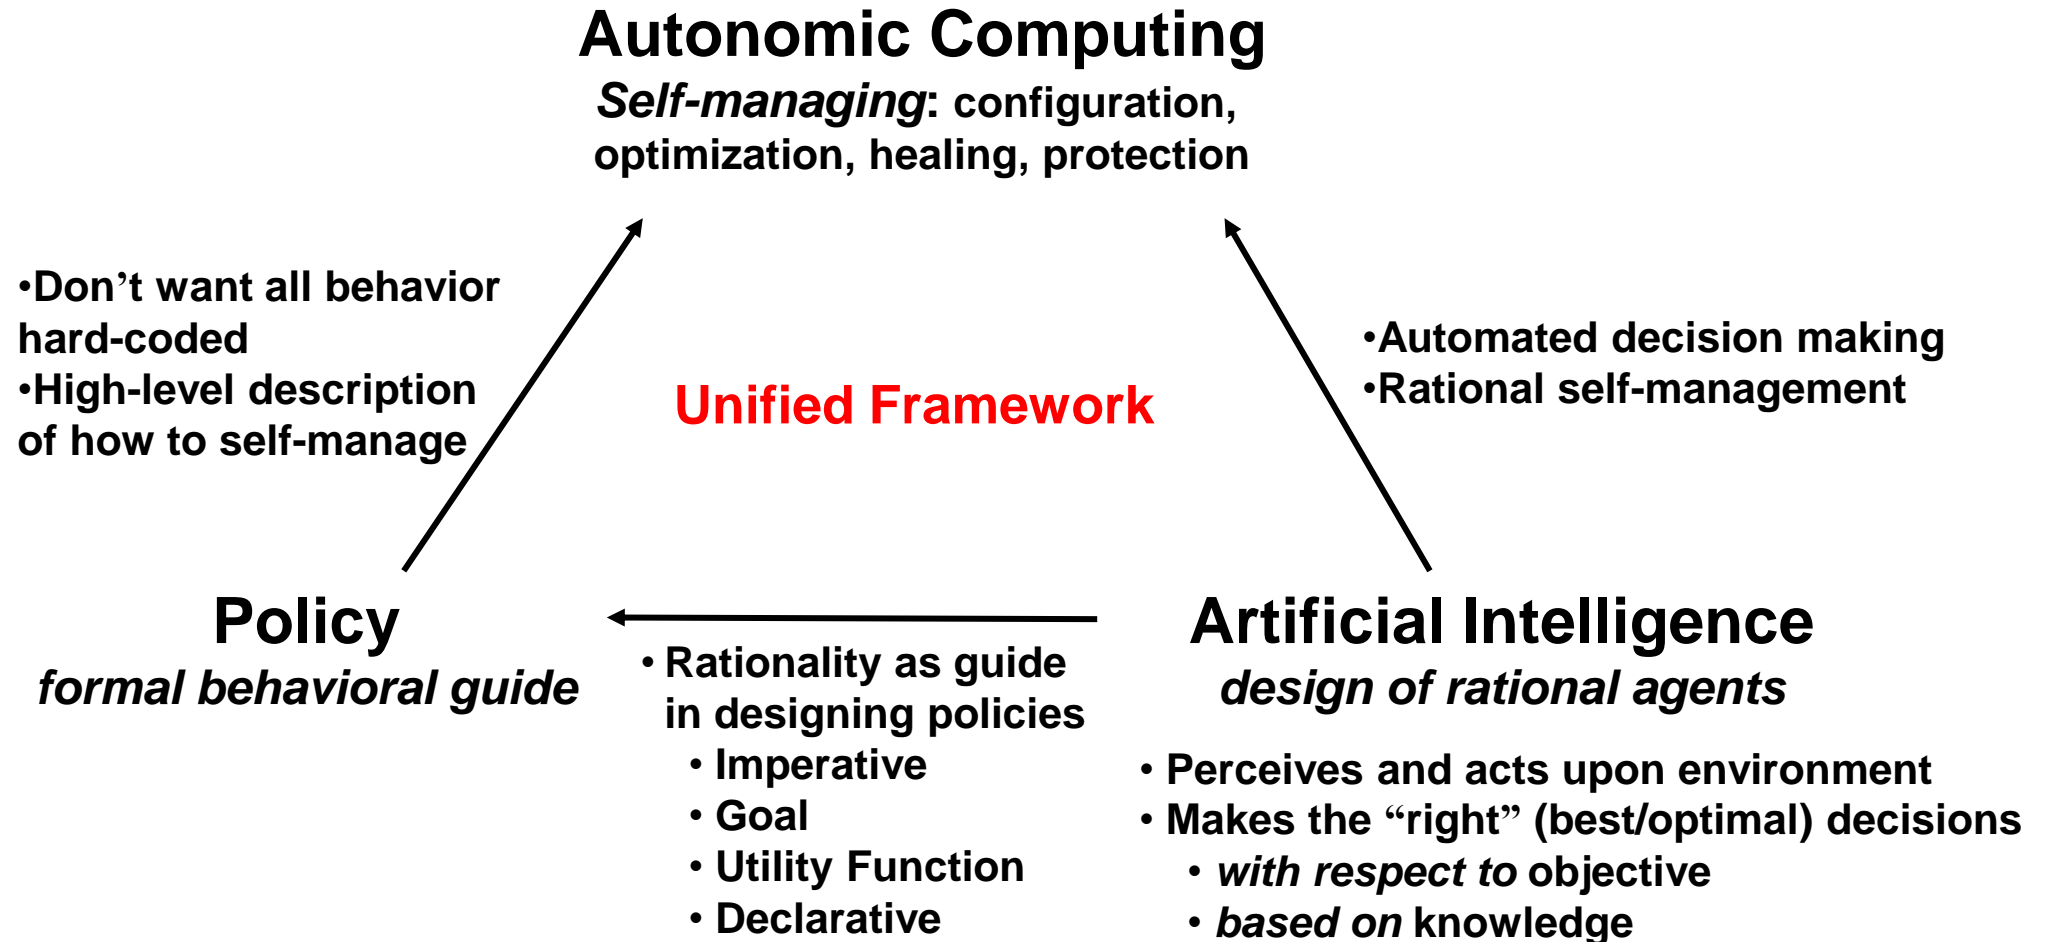 Autonomic Computing
Self-managing: configuration,
optimization, healing, protection
•Don’t want all behavior
hard-coded
•High-level description
of how to self-manage
Unified Framework
•Automated decision making
•Rational self-management
Policy
formal behavioral guide
• Rationality as guide
in designing policies
• Imperative
• Goal
• Utility Function
• Declarative
Artificial Intelligence
design of rational agents
• Perceives and acts upon environment
• Makes the “right” (best/optimal) decisions
• with respect to objective
• based on knowledge